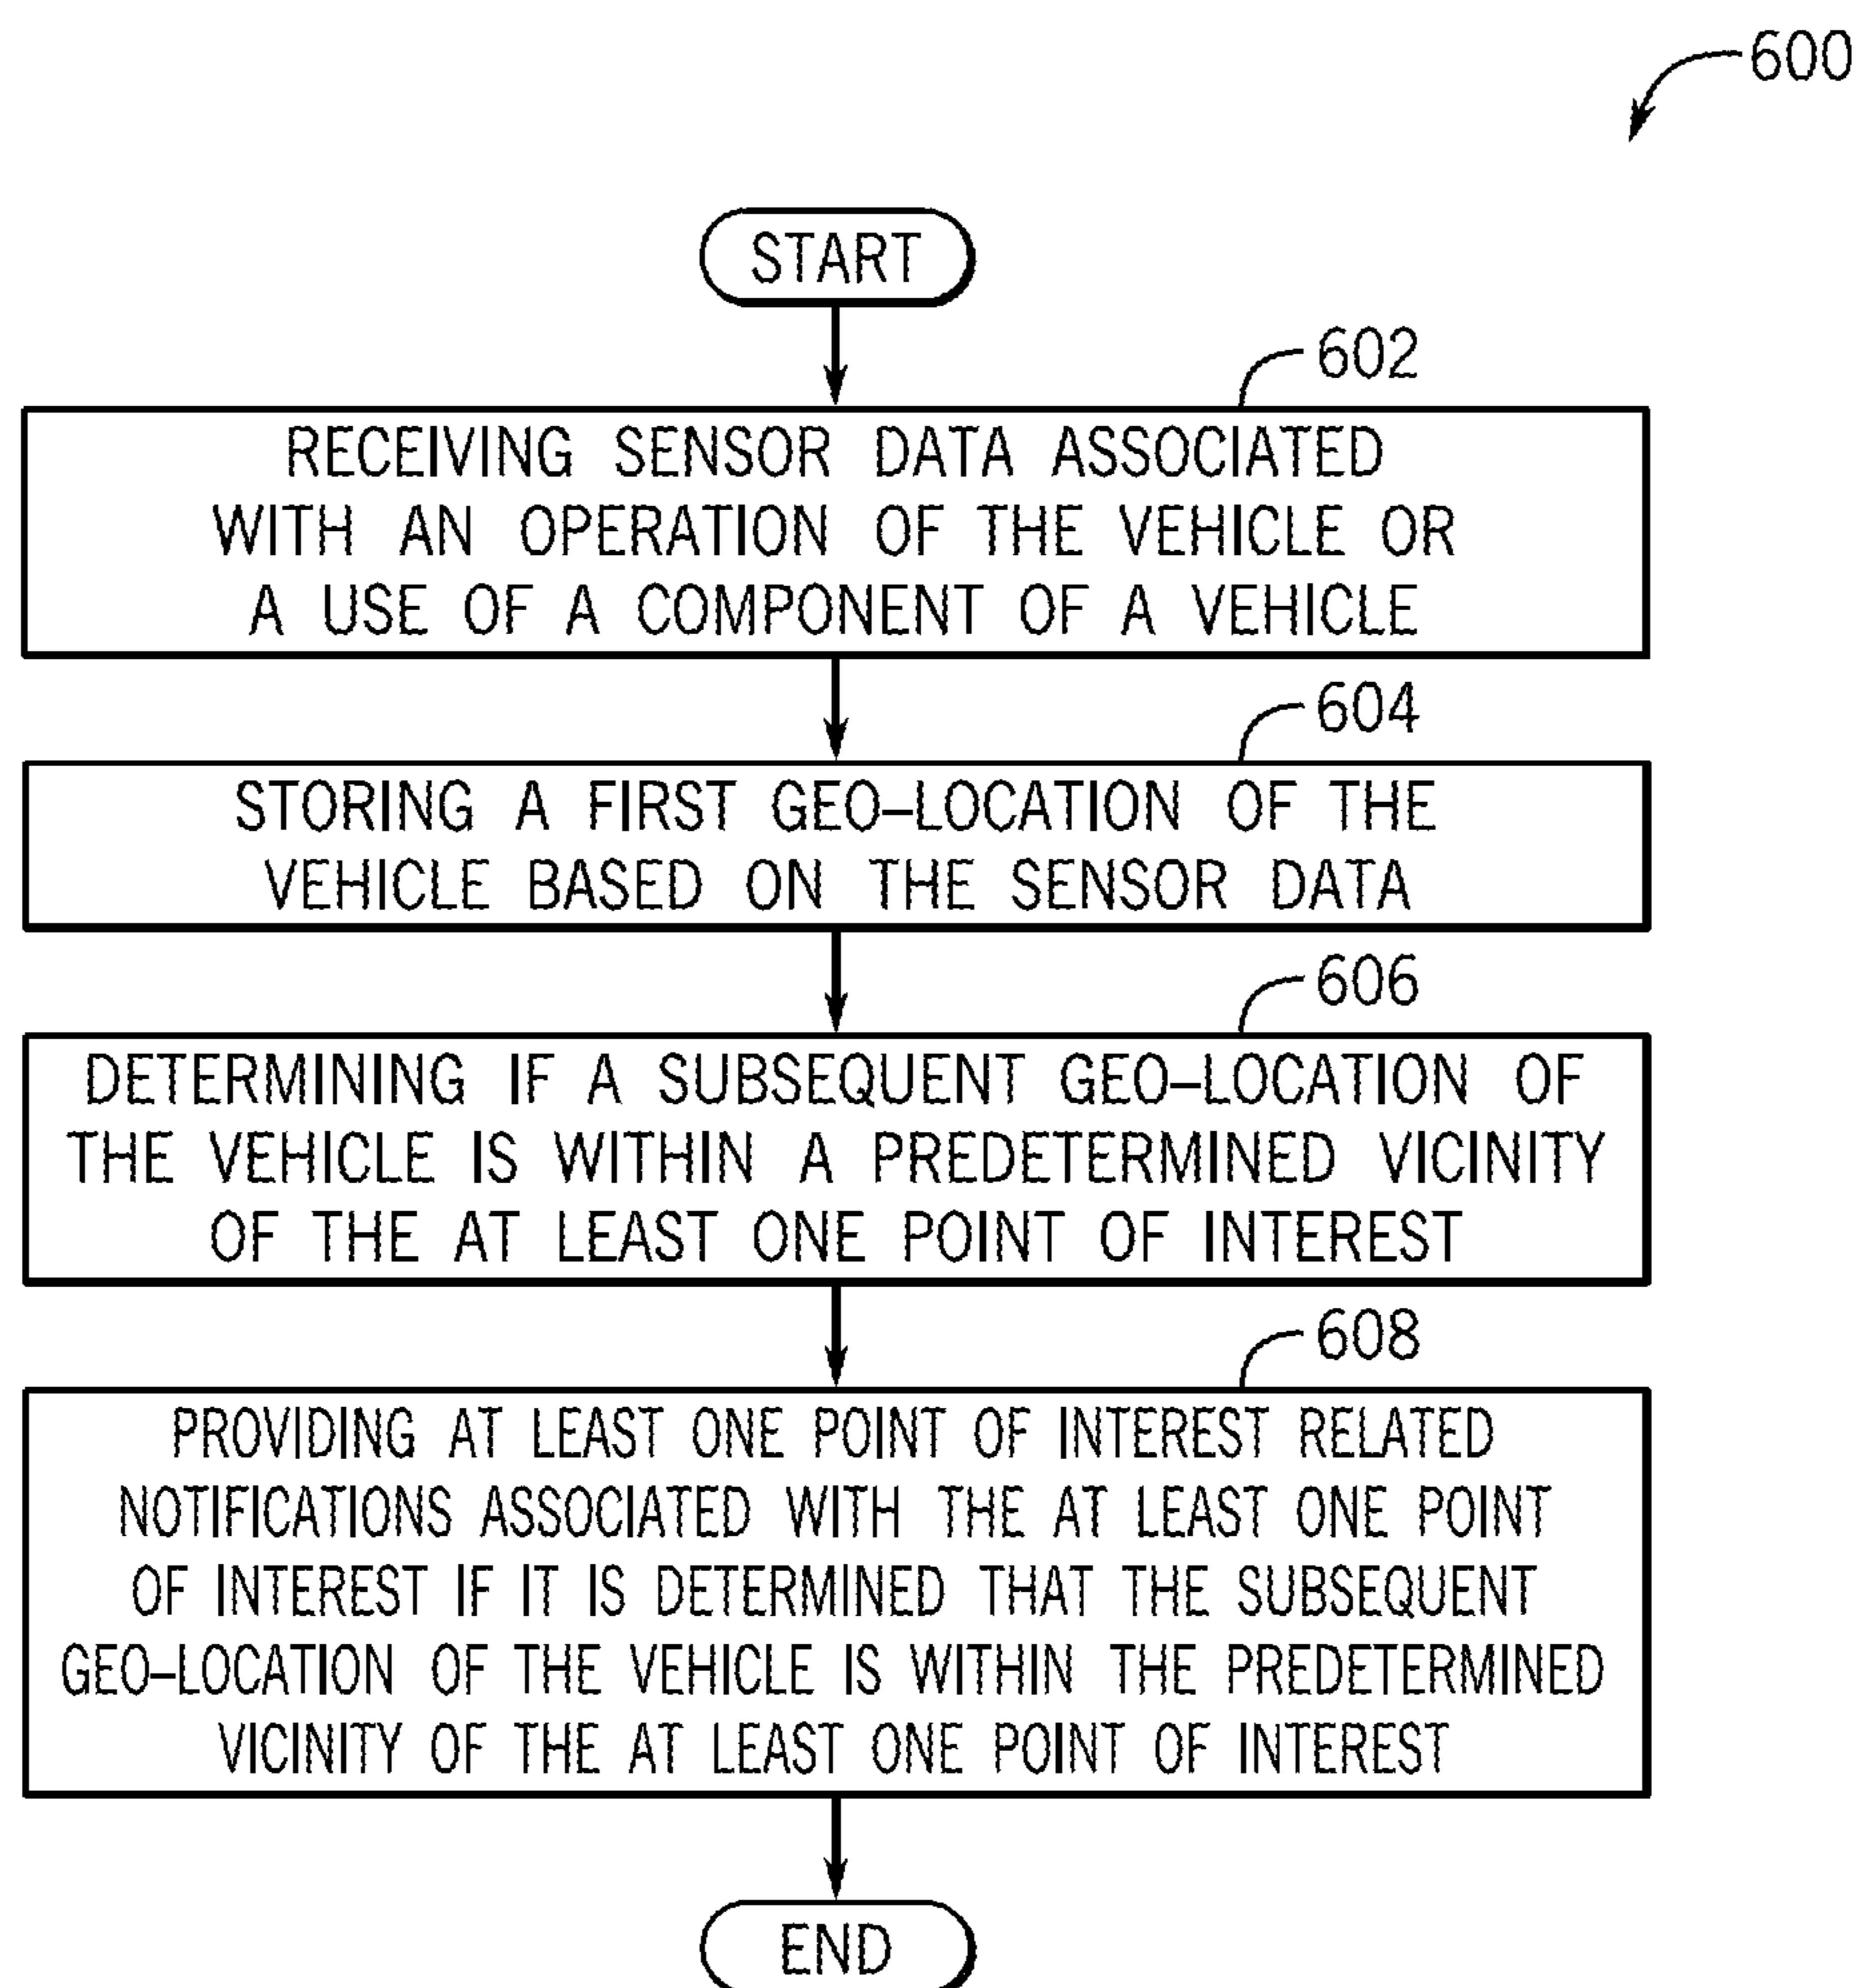 600
START
602
RECEIVING SENSOR DATA ASSOCIATED
WITH AN OPERATION OF THE VEHICLE OR
A USE OF A COMPONENT OF A VEHICLE
604
STORING A FIRST GEO–LOCATION OF THE
VEHICLE BASED ON THE SENSOR DATA
606
DETERMINING IF A SUBSEQUENT GEO–LOCATION OF
THE VEHICLE IS WITHIN A PREDETERMINED VICINITY
OF THE AT LEAST ONE POINT OF INTEREST
608
PROVIDING AT LEAST ONE POINT OF INTEREST RELATED
NOTIFICATIONS ASSOCIATED WITH THE AT LEAST ONE POINT
OF INTEREST IF IT IS DETERMINED THAT THE SUBSEQUENT
GEO–LOCATION OF THE VEHICLE IS WITHIN THE PREDETERMINED
VICINITY OF THE AT LEAST ONE POINT OF INTEREST
END